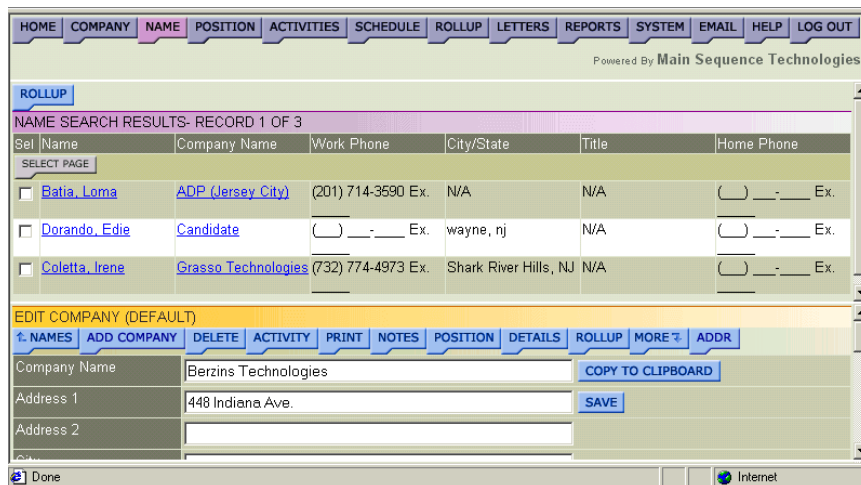 HOME COMPANY NAME POSITION ACTIVITIES SCHEDULE ROLLUP LETTERS REPORTS SYSTEM EMAIL HELP LOG OUT
Powered By Main Sequence Technologies
ROLLUP
NAME SEARCH RESULTS- RECORD 1 OF 3
Sel Name Company Name Work Phone City/State Title Home Phone
SELECT PAGE
Batia, Loma ADP (Jersey City) (201) 714-3590 Ex. N/A N/A (___) ___-____ Ex.
_____ _____
Dorando, Edie Candidate (___) ___-____ Ex. wayne, nj N/A (___) ___-____ Ex.
_____ _____
Coletta, Irene Grasso Technologies (732) 774-4973 Ex. Shark River Hills, NJ N/A (___) ___-____ Ex.
_____ _____
EDIT COMPANY (DEFAULT)
NAMES ADD COMPANY DELETE ACTIVITY PRINT NOTES POSITION DETAILS ROLLUP MORE ADDR
Company Name Berzins Technologies COPY TO CLIPBOARD
Address 1 448 Indiana Ave. SAVE
Address 2
Done Internet